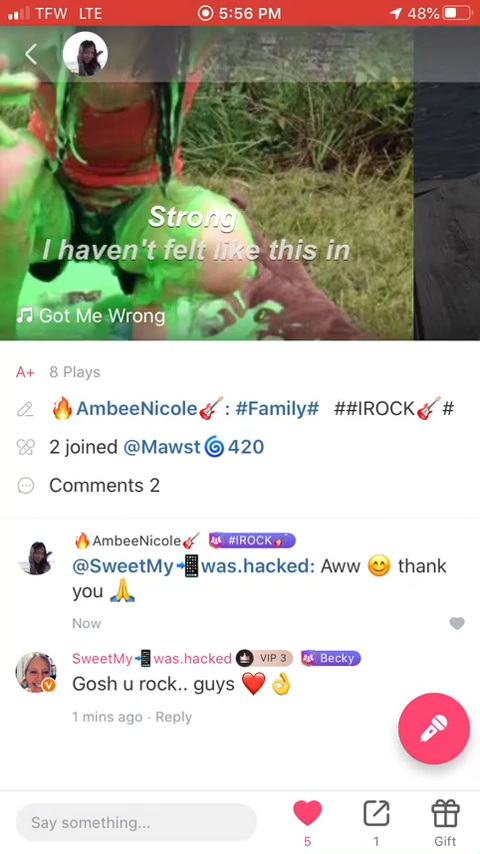 TFW LTE 5:56 PM 48%
Strong
I haven't felt like this in
Got Me Wrong
A+ 8 Plays
🔥AmbeeNicole🎸: #Family# ##IROCK🎸#
2 joined @Mawst🌀420
Comments 2
🔥AmbeeNicole🎸 #IROCK🎸
@SweetMy📲was.hacked: Aww 😊 thank
you 🙏
Now
SweetMy📲was.hacked VIP 3 Becky
Gosh u rock.. guys ❤️👌
1 mins ago · Reply
Say something...
5
1
Gift